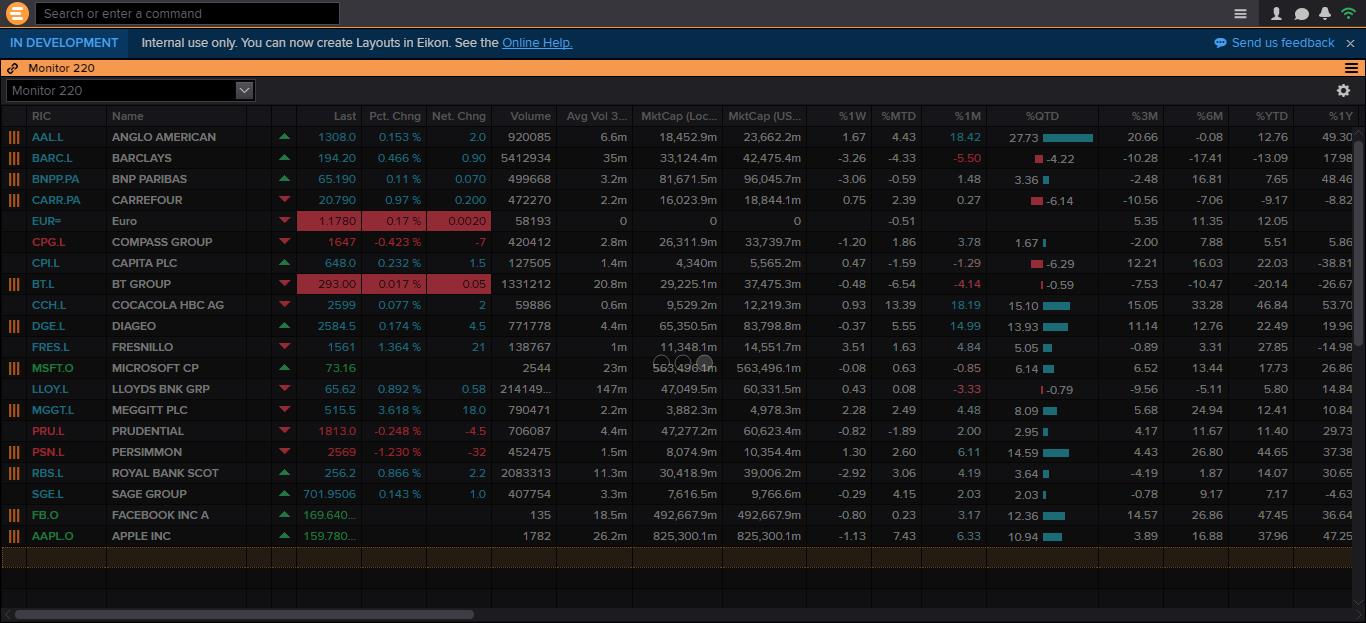 Search or enter a command
IN DEVELOPMENT Internal use only. You can now create Layouts in Eikon. See the Online Help. Send us feedback
Monitor 220
Monitor 220
RIC Name Last Pct. Chng Net. Chng Volume Avg Vol 3... MktCap (Loc... MktCap (US... %1W %MTD %1M %QTD %3M %6M %YTD %1Y
AAL.L ANGLO AMERICAN 1308.0 0.153 % 2.0 920085 6.6m 18,452.9m 23,662.2m 1.67 4.43 18.42 27.73 20.66 -0.08 12.76 49.30
BARC.L BARCLAYS 194.20 0.466 % 0.90 5412934 35m 33,124.4m 42,475.4m -3.26 -4.33 -5.50 -4.22 -10.28 -17.41 -13.09 17.98
BNPP.PA BNP PARIBAS 65.190 0.11 % 0.070 499668 3.2m 81,671.5m 96,045.7m -3.06 -0.59 1.48 3.36 -2.48 16.81 7.65 48.46
CARR.PA CARREFOUR 20.790 0.97 % 0.200 472270 2.2m 16,023.9m 18,844.1m 0.75 2.39 0.27 -6.14 -10.56 -7.06 -9.17 -8.82
EUR= Euro 1.1780 0.17 % 0.0020 58193 0 0 0 -0.51 5.35 11.35 12.05
CPG.L COMPASS GROUP 1647 -0.423 % -7 420412 2.8m 26,311.9m 33,739.7m -1.20 1.86 3.78 1.67 -2.00 7.88 5.51 5.86
CPI.L CAPITA PLC 648.0 0.232 % 1.5 127505 1.4m 4,340m 5,565.2m 0.47 -1.59 -1.29 -6.29 12.21 16.03 22.03 -38.81
BT.L BT GROUP 293.00 0.017 % 0.05 1331212 20.8m 29,225.1m 37,475.3m -0.48 -6.54 -4.14 -0.59 -7.53 -10.47 -20.14 -26.67
CCH.L COCACOLA HBC AG 2599 0.077 % 2 59886 0.6m 9,529.2m 12,219.3m 0.93 13.39 18.19 15.10 15.05 33.28 46.84 53.70
DGE.L DIAGEO 2584.5 0.174 % 4.5 771778 4.4m 65,350.5m 83,798.8m -0.37 5.55 14.99 13.93 11.14 12.76 22.49 19.96
FRES.L FRESNILLO 1561 1.364 % 21 138767 1m 11,348.1m 14,551.7m 3.51 1.63 4.84 5.05 -0.89 3.31 27.85 -14.98
MSFT.O MICROSOFT CP 73.16 2544 23m 563,496.1m 563,496.1m -0.08 0.63 -0.85 6.14 6.52 13.44 17.73 26.86
LLOY.L LLOYDS BNK GRP 65.62 0.892 % 0.58 214149... 147m 47,049.5m 60,331.5m 0.43 0.08 -3.33 -0.79 -9.56 -5.11 5.80 14.84
MGGT.L MEGGITT PLC 515.5 3.618 % 18.0 790471 2.2m 3,882.3m 4,978.3m 2.28 2.49 4.48 8.09 5.68 24.94 12.41 10.84
PRU.L PRUDENTIAL 1813.0 -0.248 % -4.5 706087 4.4m 47,277.2m 60,623.4m -0.82 -1.89 2.00 2.95 4.17 11.67 11.40 29.73
PSN.L PERSIMMON 2569 -1.230 % -32 452475 1.5m 8,074.9m 10,354.4m 1.30 2.60 6.11 14.59 4.43 26.80 44.65 37.38
RBS.L ROYAL BANK SCOT 256.2 0.866 % 2.2 2083313 11.3m 30,418.9m 39,006.2m -2.92 3.06 4.19 3.64 -4.19 1.87 14.07 30.65
SGE.L SAGE GROUP 701.9506 0.143 % 1.0 407754 3.3m 7,616.5m 9,766.6m -0.29 4.15 2.03 2.03 -0.78 9.17 7.17 -4.63
FB.O FACEBOOK INC A 169.640... 135 18.5m 492,667.9m 492,667.9m -0.80 0.23 3.17 12.36 14.57 26.86 47.45 36.64
AAPL.O APPLE INC 159.780... 1782 26.2m 825,300.1m 825,300.1m -1.13 7.43 6.33 10.94 3.89 16.88 37.96 47.25